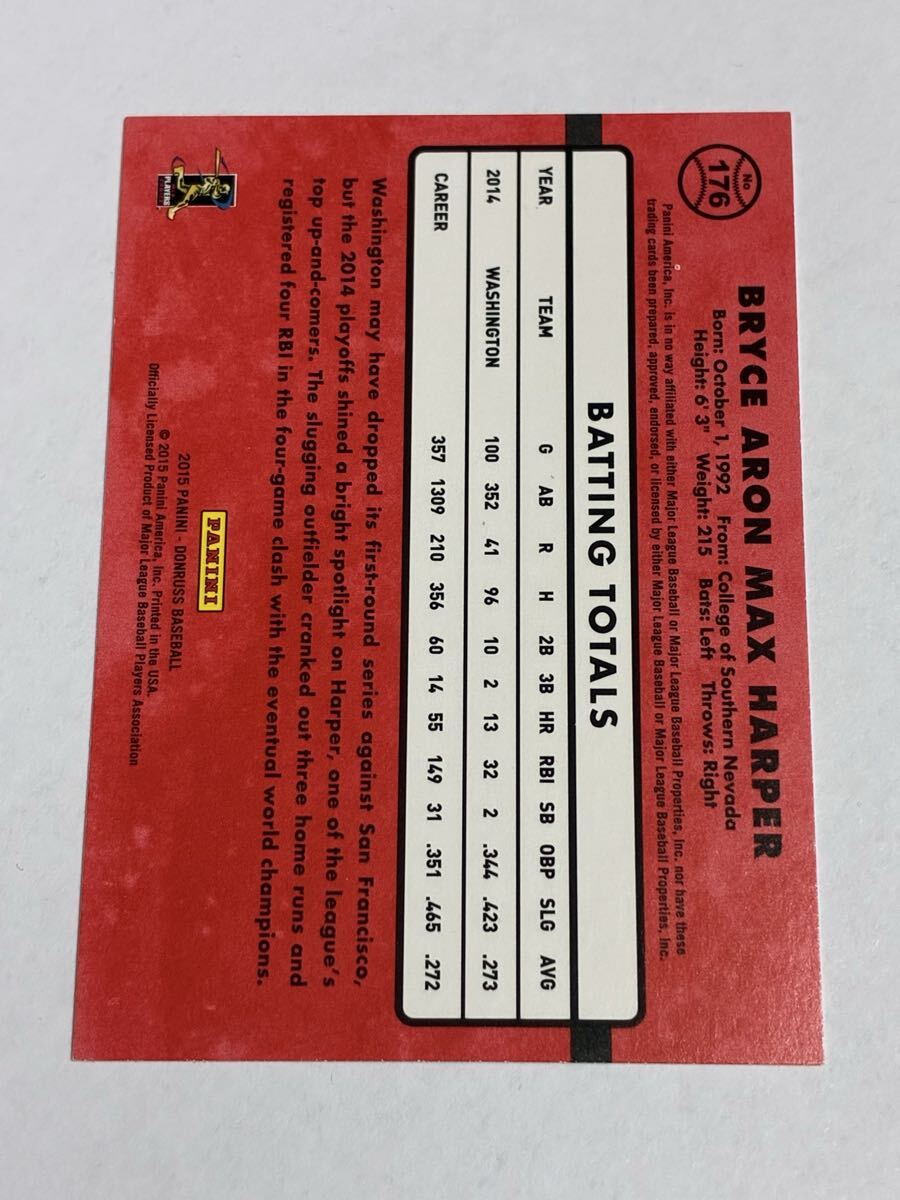 No
176
BRYCE ARON MAX HARPER
Born: October 1, 1992 From: College of Southern Nevada
Height: 6' 3" Weight: 215 Bats: Left Throws: Right
Panini America, Inc. is in no way affiliated with either Major League Baseball or Major League Baseball Properties, Inc. nor have these
trading cards been prepared, approved, endorsed, or licensed by either Major League Baseball or Major League Baseball Properties, Inc.
BATTING TOTALS
YEAR TEAM G AB R H 2B 3B HR RBI SB OBP SLG AVG
2014 WASHINGTON 100 352 41 96 10 2 13 32 2 .344 .423 .273
CAREER 357 1309 210 356 60 14 55 149 31 .351 .465 .272
Washington may have dropped its first-round series against San Francisco,
but the 2014 playoffs shined a bright spotlight on Harper, one of the league's
top up-and-comers. The slugging outfielder cranked out three home runs and
registered four RBI in the four-game clash with the eventual world champions.
PLAYERS
PANINI
2015 PANINI - DONRUSS BASEBALL
© 2015 Panini America, Inc. Printed in the USA.
Officially Licensed Product of Major League Baseball Players Association